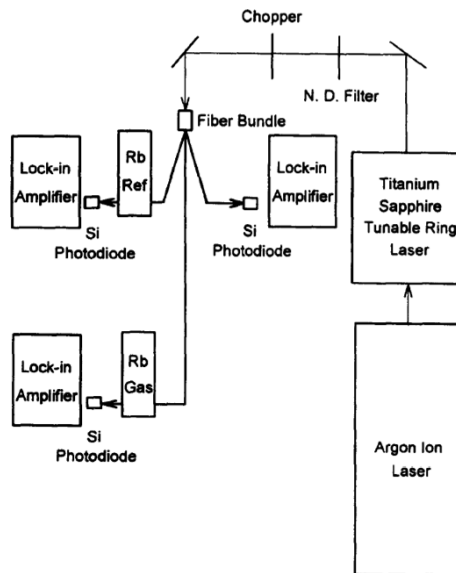 Chopper
N. D. Filter
Fiber Bundle
Lock-in
Amplifier
Rb
Ref
Si
Photodiode
Lock-in
Amplifier
Si
Photodiode
Titanium
Sapphire
Tunable Ring
Laser
Lock-in
Amplifier
Rb
Gas
Si
Photodiode
Argon Ion
Laser